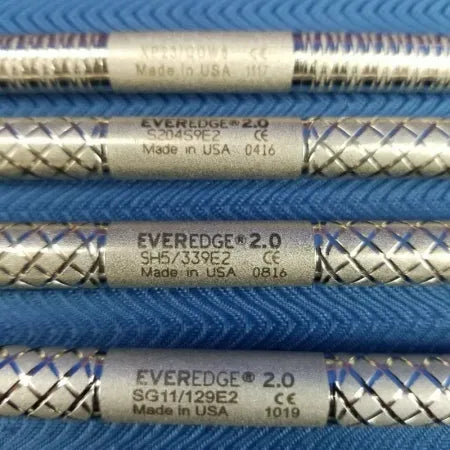 Made in USA 1117
EVEREDGE® 2.0
S204S9E2 CE
Made in USA 0416
EVEREDGE® 2.0
SH5/339E2 CE
Made in USA 0816
EVEREDGE® 2.0
SG11/129E2 CE
Made in USA 1019